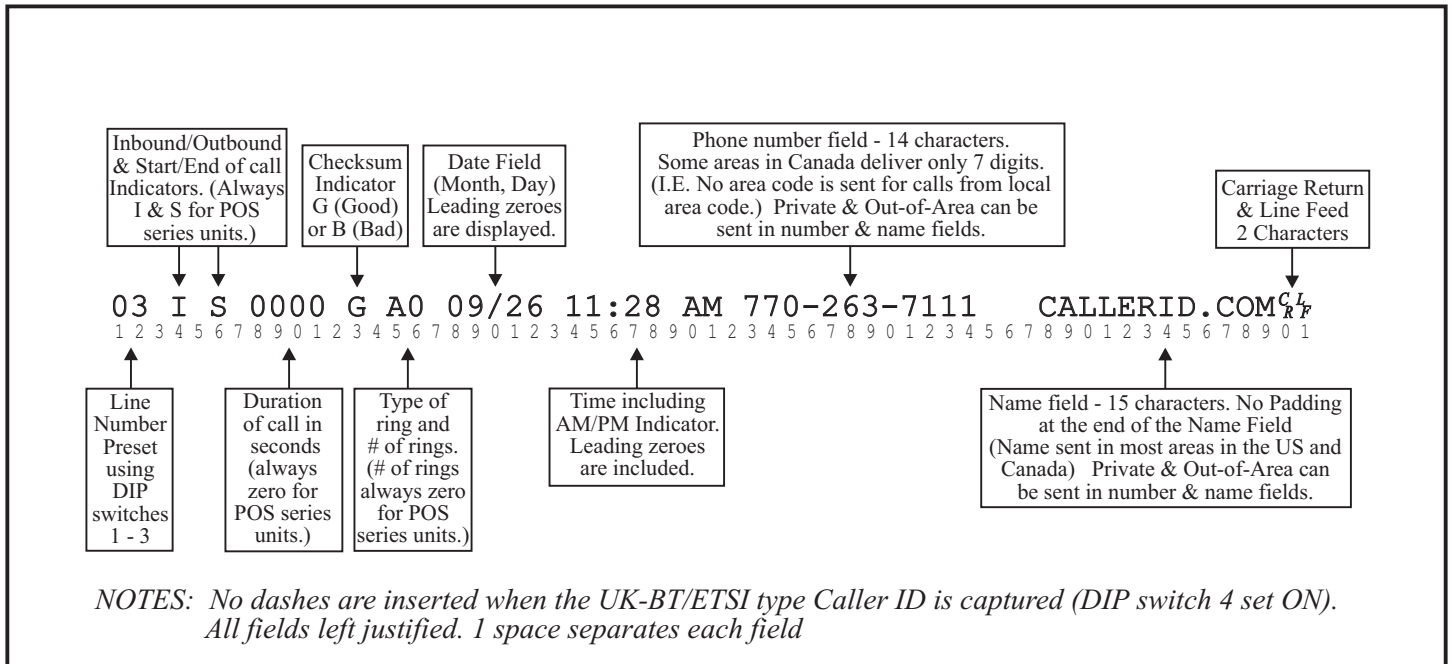 Inbound/Outbound
& Start/End of call
Indicators. (Always
I & S for POS
series units.)
Checksum
Indicator
G (Good)
or B (Bad)
Date Field
(Month, Day)
Leading zeroes
are displayed.
Phone number field - 14 characters.
Some areas in Canada deliver only 7 digits.
(I.E. No area code is sent for calls from local
area code.) Private & Out-of-Area can be
sent in number & name fields.
Carriage Return
& Line Feed
2 Characters
03 I S 0000 G A0 09/26 11:28 AM 770-263-7111 CALLERID.COM CR LF
1 2 3 4 5 6 7 8 9 0 1 2 3 4 5 6 7 8 9 0 1 2 3 4 5 6 7 8 9 0 1 2 3 4 5 6 7 8 9 0 1 2 3 4 5 6 7 8 9 0 1 2 3 4 5 6 7 8 9 0 1
Line
Number
Preset
using
DIP
switches
1 - 3
Duration
of call in
seconds
(always
zero for
POS series
units.)
Type of
ring and
# of rings.
(# of rings
always zero
for POS
series units.)
Time including
AM/PM Indicator.
Leading zeroes
are included.
Name field - 15 characters. No Padding
at the end of the Name Field
(Name sent in most areas in the US and
Canada) Private & Out-of-Area can
be sent in number & name fields.
NOTES: No dashes are inserted when the UK-BT/ETSI type Caller ID is captured (DIP switch 4 set ON).
All fields left justified. 1 space separates each field